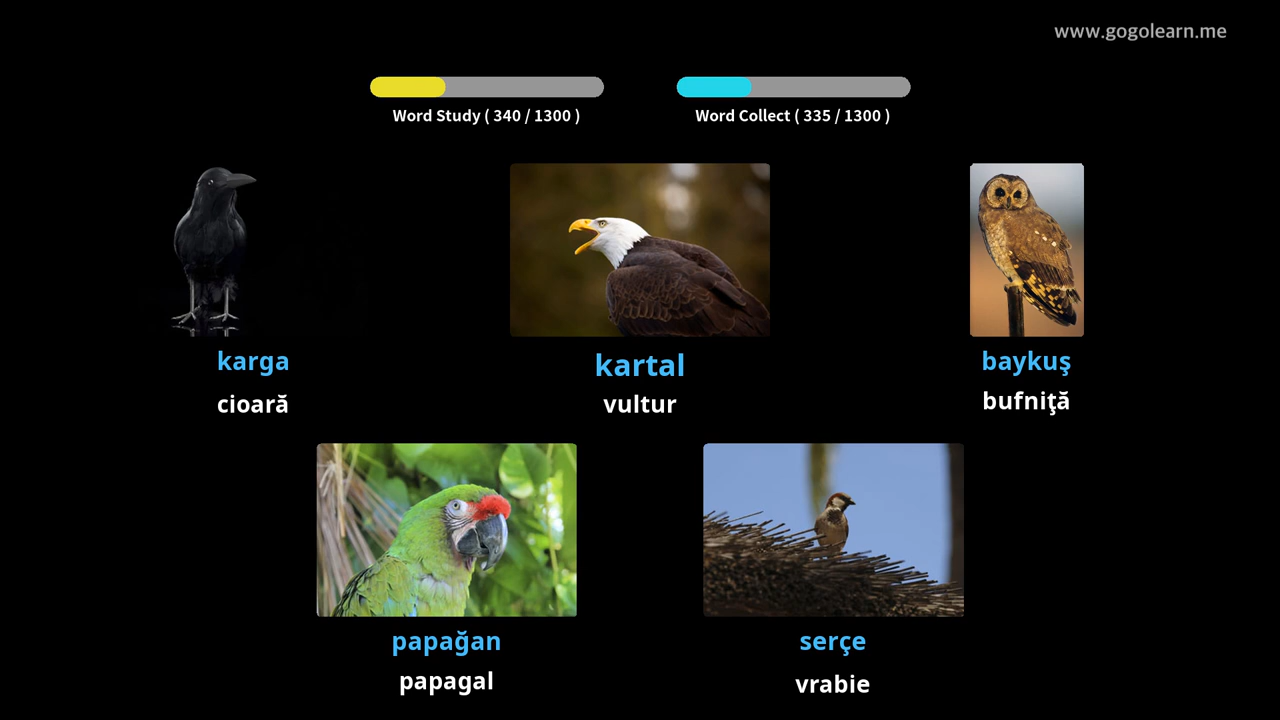 www.gogolearn.me
Word Study ( 340 / 1300 )
Word Collect ( 335 / 1300 )
karga
cioară
kartal
vultur
baykuş
bufniţă
papağan
papagal
serçe
vrabie